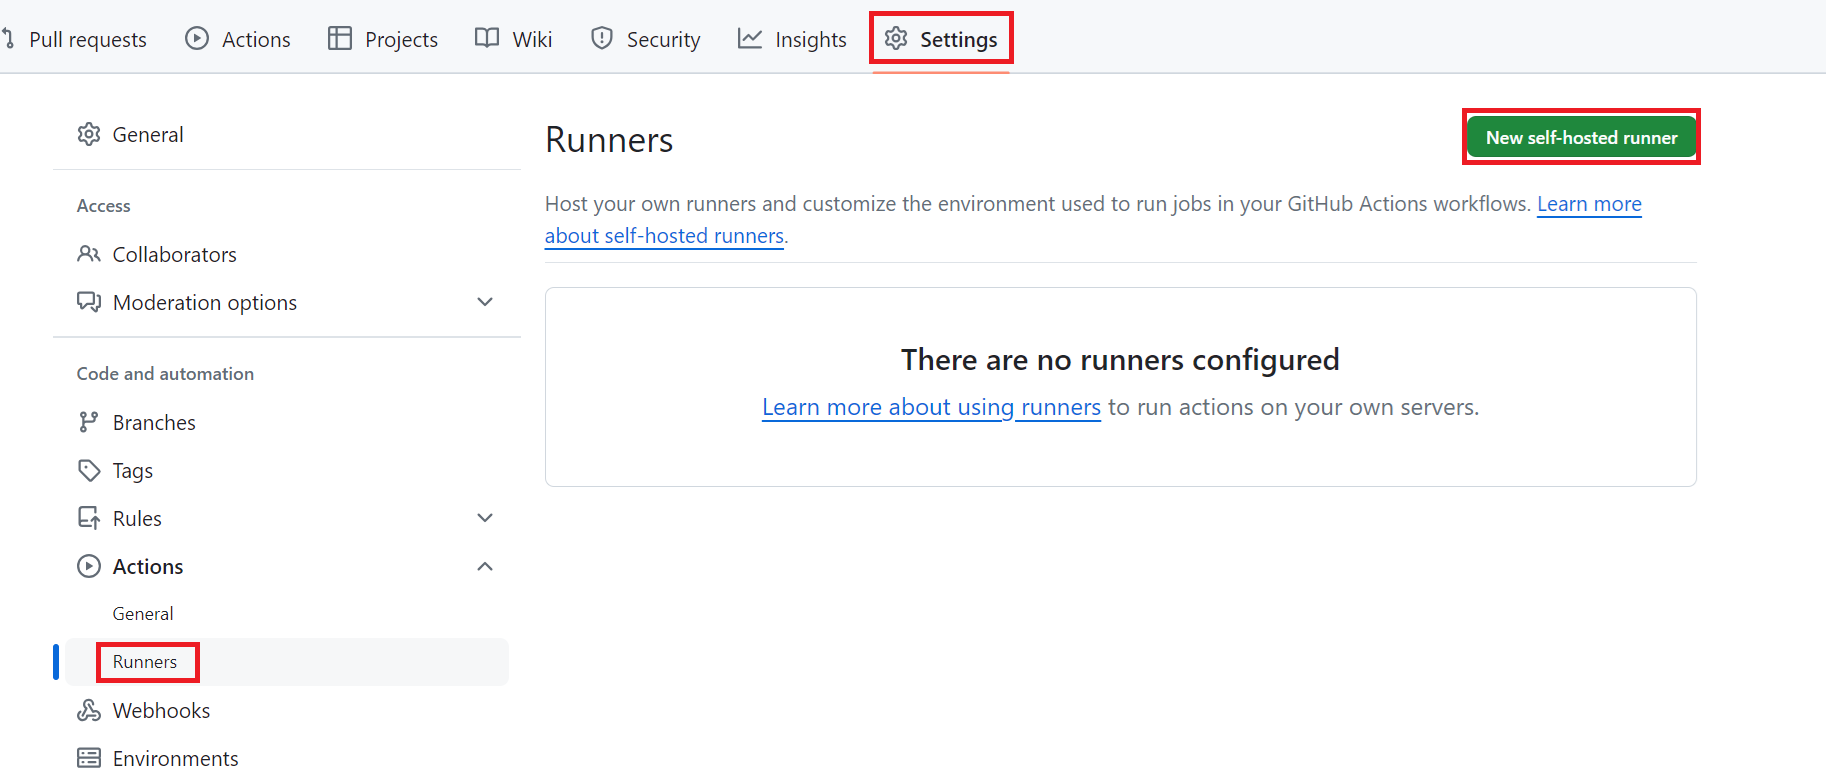 Pull requests Actions Projects Wiki Security Insights Settings
General
Access
Collaborators
Moderation options
Code and automation
Branches
Tags
Rules
Actions
General
Runners
Webhooks
Environments
Runners
New self-hosted runner
Host your own runners and customize the environment used to run jobs in your GitHub Actions workflows. Learn more
about self-hosted runners.
There are no runners configured
Learn more about using runners to run actions on your own servers.